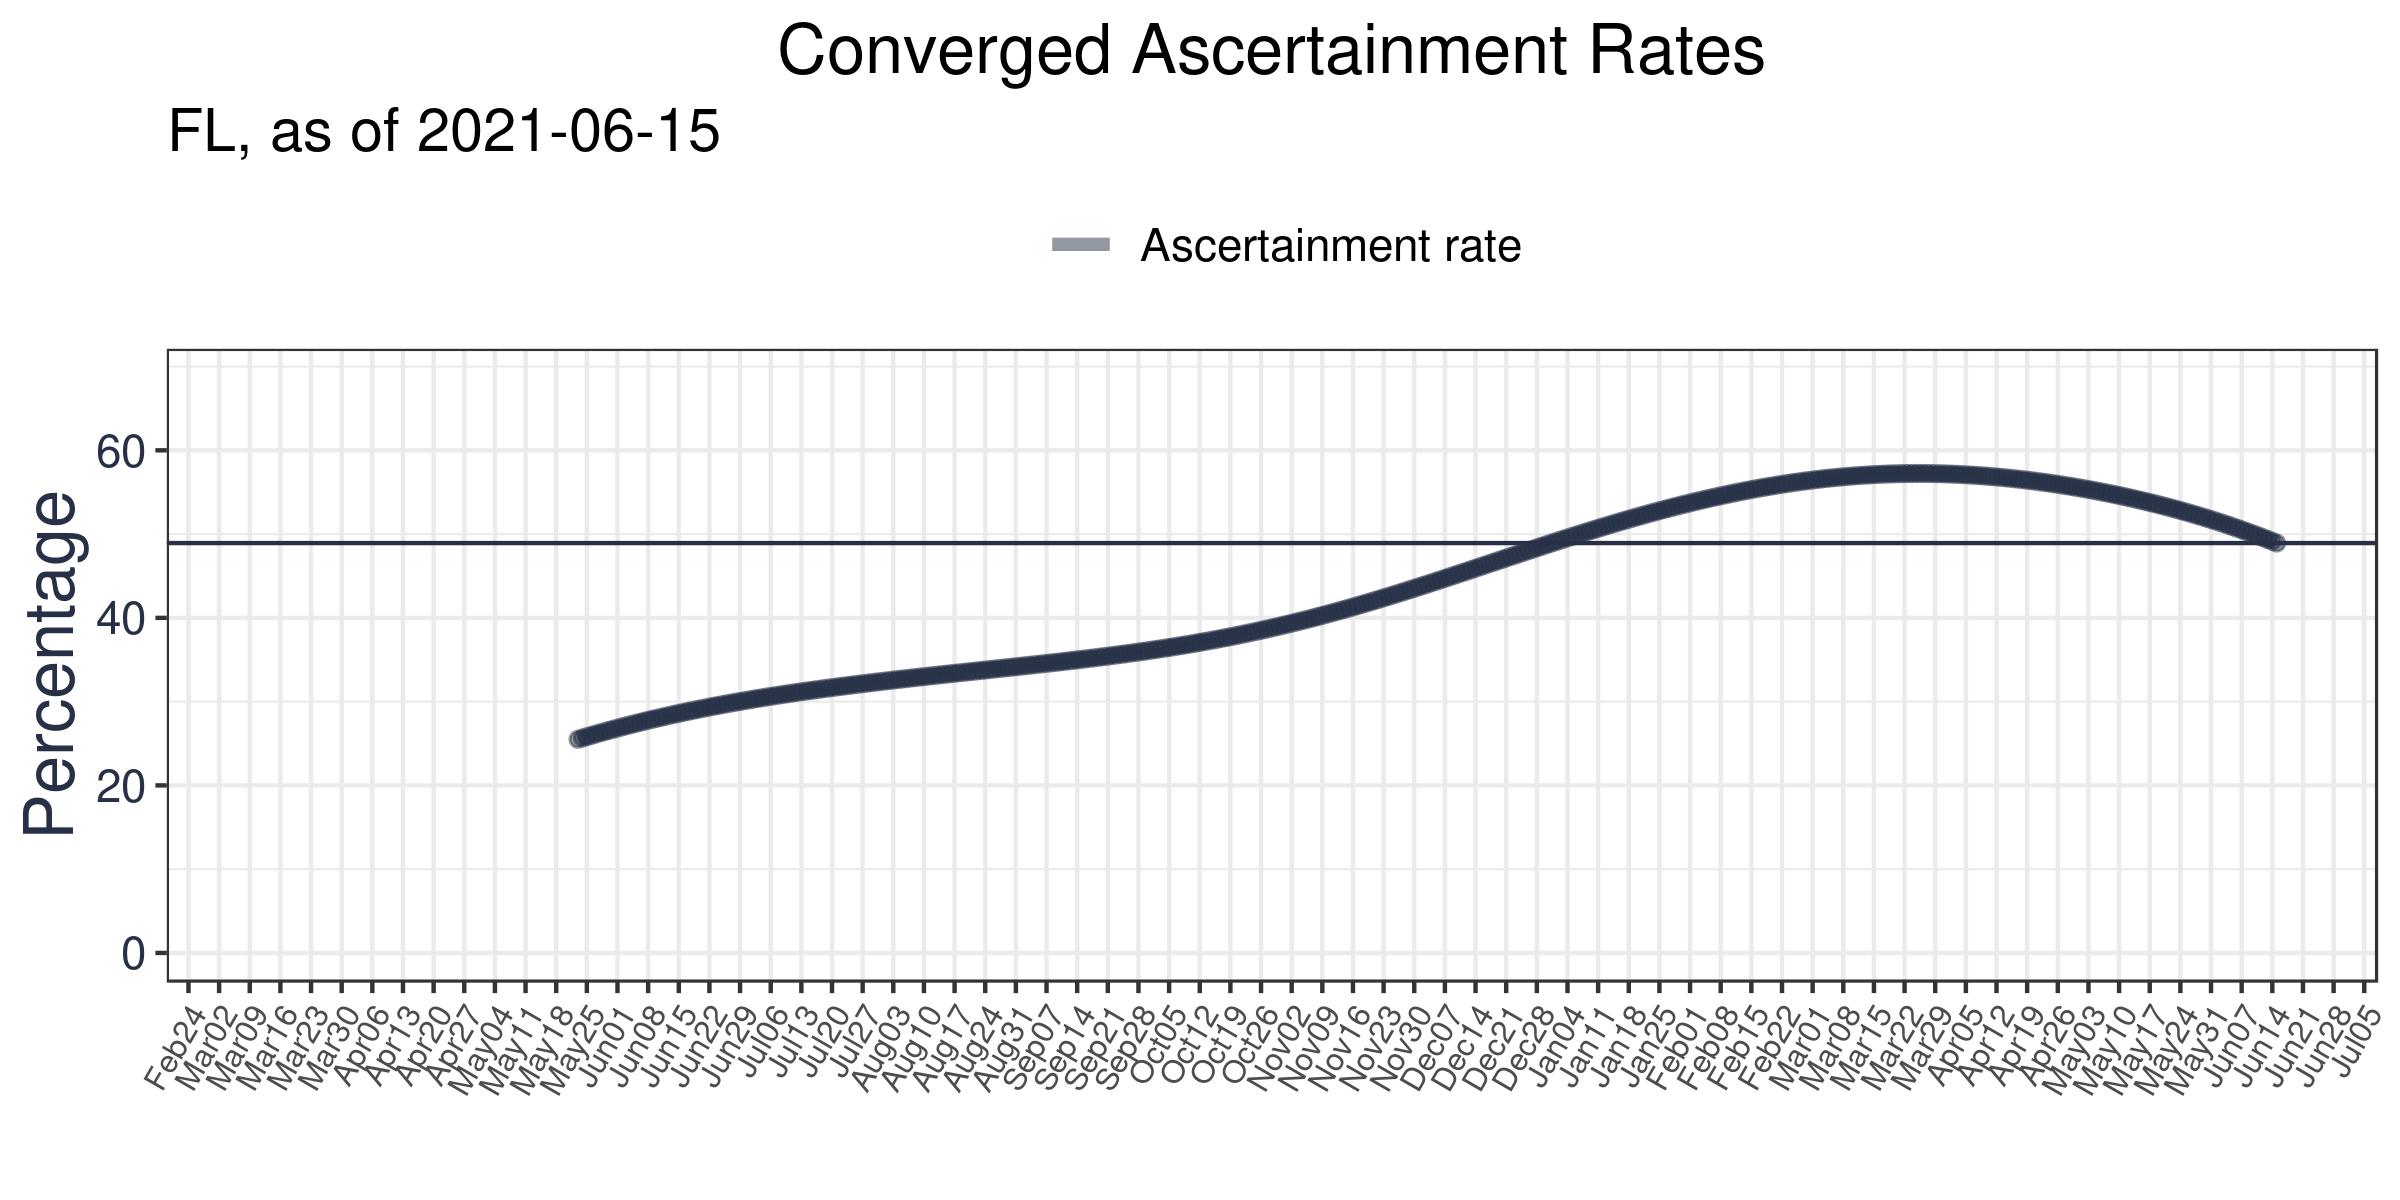 Converged Ascertainment Rates
FL, as of 2021-06-15
Ascertainment rate
Percentage
60
40
20
0
Feb24
Mar02
Mar09
Mar16
Mar23
Mar30
Apr06
Apr13
Apr20
Apr27
May04
May11
May18
May25
Jun01
Jun08
Jun15
Jun22
Jun29
Jul06
Jul13
Jul20
Jul27
Aug03
Aug10
Aug17
Aug24
Aug31
Sep07
Sep14
Sep21
Sep28
Oct05
Oct12
Oct19
Oct26
Nov02
Nov09
Nov16
Nov23
Nov30
Dec07
Dec14
Dec21
Dec28
Jan04
Jan11
Jan18
Jan25
Feb01
Feb08
Feb15
Feb22
Mar01
Mar08
Mar15
Mar22
Mar29
Apr05
Apr12
Apr19
Apr26
May03
May10
May17
May24
May31
Jun07
Jun14
Jun21
Jun28
Jul05